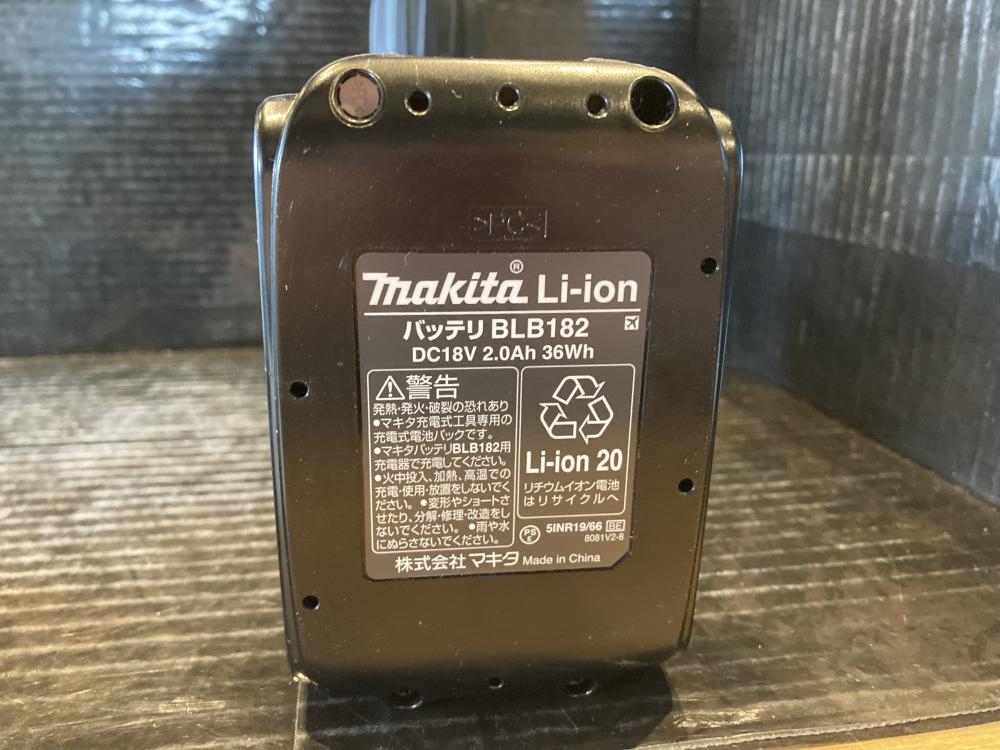 >PC<
makita® Li-ion
バッテリ BLB182
DC18V 2.0Ah 36Wh
警告
発熱・発火・破裂の恐れあり
●マキタ充電式工具専用の
充電式電池パックです。
●マキタバッテリBLB182用
充電器で充電してください。
●火中投入、加熱、高温での
充電・使用・放置をしないでく
ださい。 ●変形やショートさ
せたり、分解・修理・改造をし
ないでください。 ●雨や水
にぬらさないでください。
Li-ion 20
リチウムイオン電池
はリサイクルへ
PS
E
5INR19/66 BE
8081V2-8
株式会社 マキタ Made in China